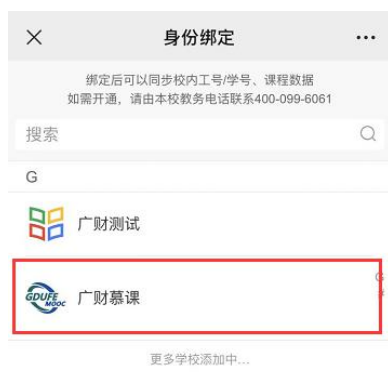 身份绑定
绑定后可以同步校内工号/学号、课程数据
如需开通，请由本校教务电话联系400-099-6061
搜索
G
广财测试
G
GDUFE
MOOC
广财慕课
更多学校添加中...